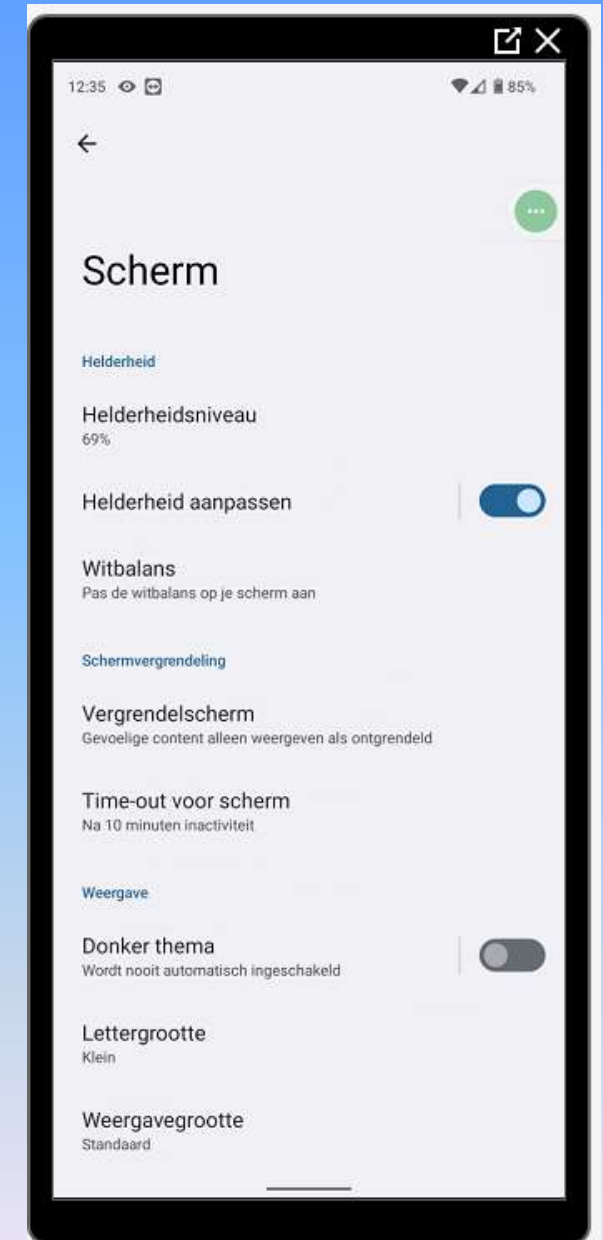 12:35
85%
Scherm
Helderheid
Helderheidsniveau
69%
Helderheid aanpassen
Witbalans
Pas de witbalans op je scherm aan
Schermvergrendeling
Vergrendelscherm
Gevoelige content alleen weergeven als ontgrendeld
Time-out voor scherm
Na 10 minuten inactiviteit
Weergave
Donker thema
Wordt nooit automatisch ingeschakeld
Lettergrootte
Klein
Weergavegrootte
Standaard